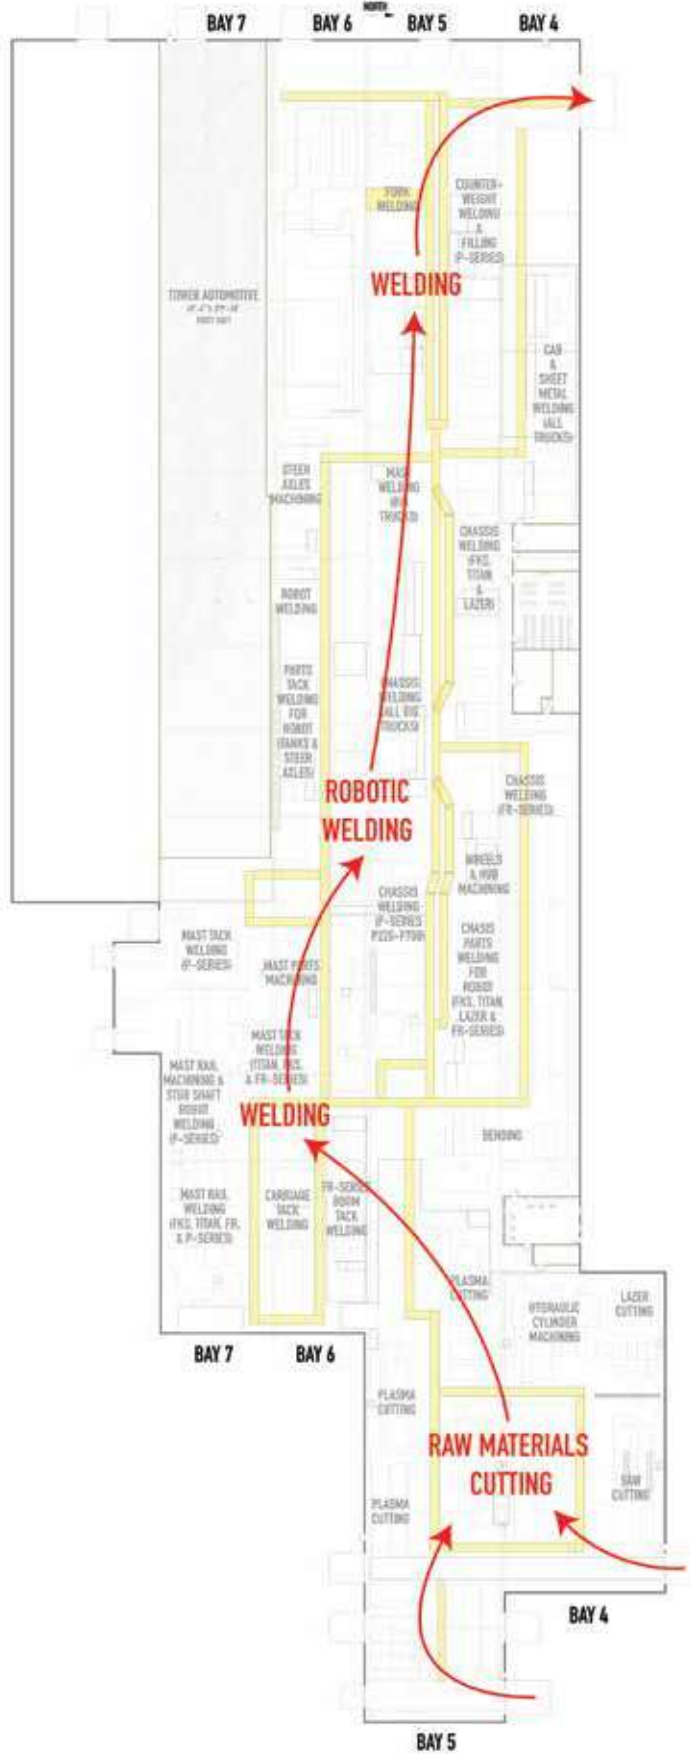 NORTH
BAY 7
BAY 6
BAY 5
BAY 4
FORK
WELDING
COUNTER-
WEIGHT
WELDING
&
FILLING
(P-SERIES)
WELDING
TOWER AUTOMOTIVE
CAB
&
SHEET
METAL
WELDING
(ALL
TRUCKS)
STEER
AXLES
MACHINING
MAST
WELDING
TRUCKS)
CHASSIS
WELDING
(FKS,
TITAN
&
LAZER)
ROBOT
WELDING
PARTS
TACK
WELDING
FOR
ROBOT
(TANKS &
STEER
AXLES)
CHASSIS
WELDING
(ALL BIG
TRUCKS)
ROBOTIC
WELDING
CHASSIS
WELDING
(FR-SERIES)
WHEELS
& HUB
MACHINING
CHASSIS
WELDING
(P-SERIES
MAST TACK
WELDING
(P-SERIES)
MAST PARTS
MACHINING
CHASIS
PARTS
WELDING
FOR
ROBOT
(FKS, TITAN,
LAZER &
FR-SERIES)
MAST TACK
WELDING
(TITAN, FKS,
& FR-SERIES)
MAST RAIL
MACHINING &
STUB SHAFT
ROBOT
WELDING
(P-SERIES)
WELDING
BENDING
MAST RAIL
WELDING
(FKS, TITAN, FR,
& P-SERIES)
CARRIAGE
TACK
WELDING
FR-SERIES
BOOM
TACK
WELDING
PLASMA
CUTTING
HYDRAULIC
CYLINDER
MACHINING
LAZER
CUTTING
BAY 7
BAY 6
PLASMA
CUTTING
RAW MATERIALS
CUTTING
SAW
CUTTING
PLASMA
CUTTING
BAY 4
BAY 5